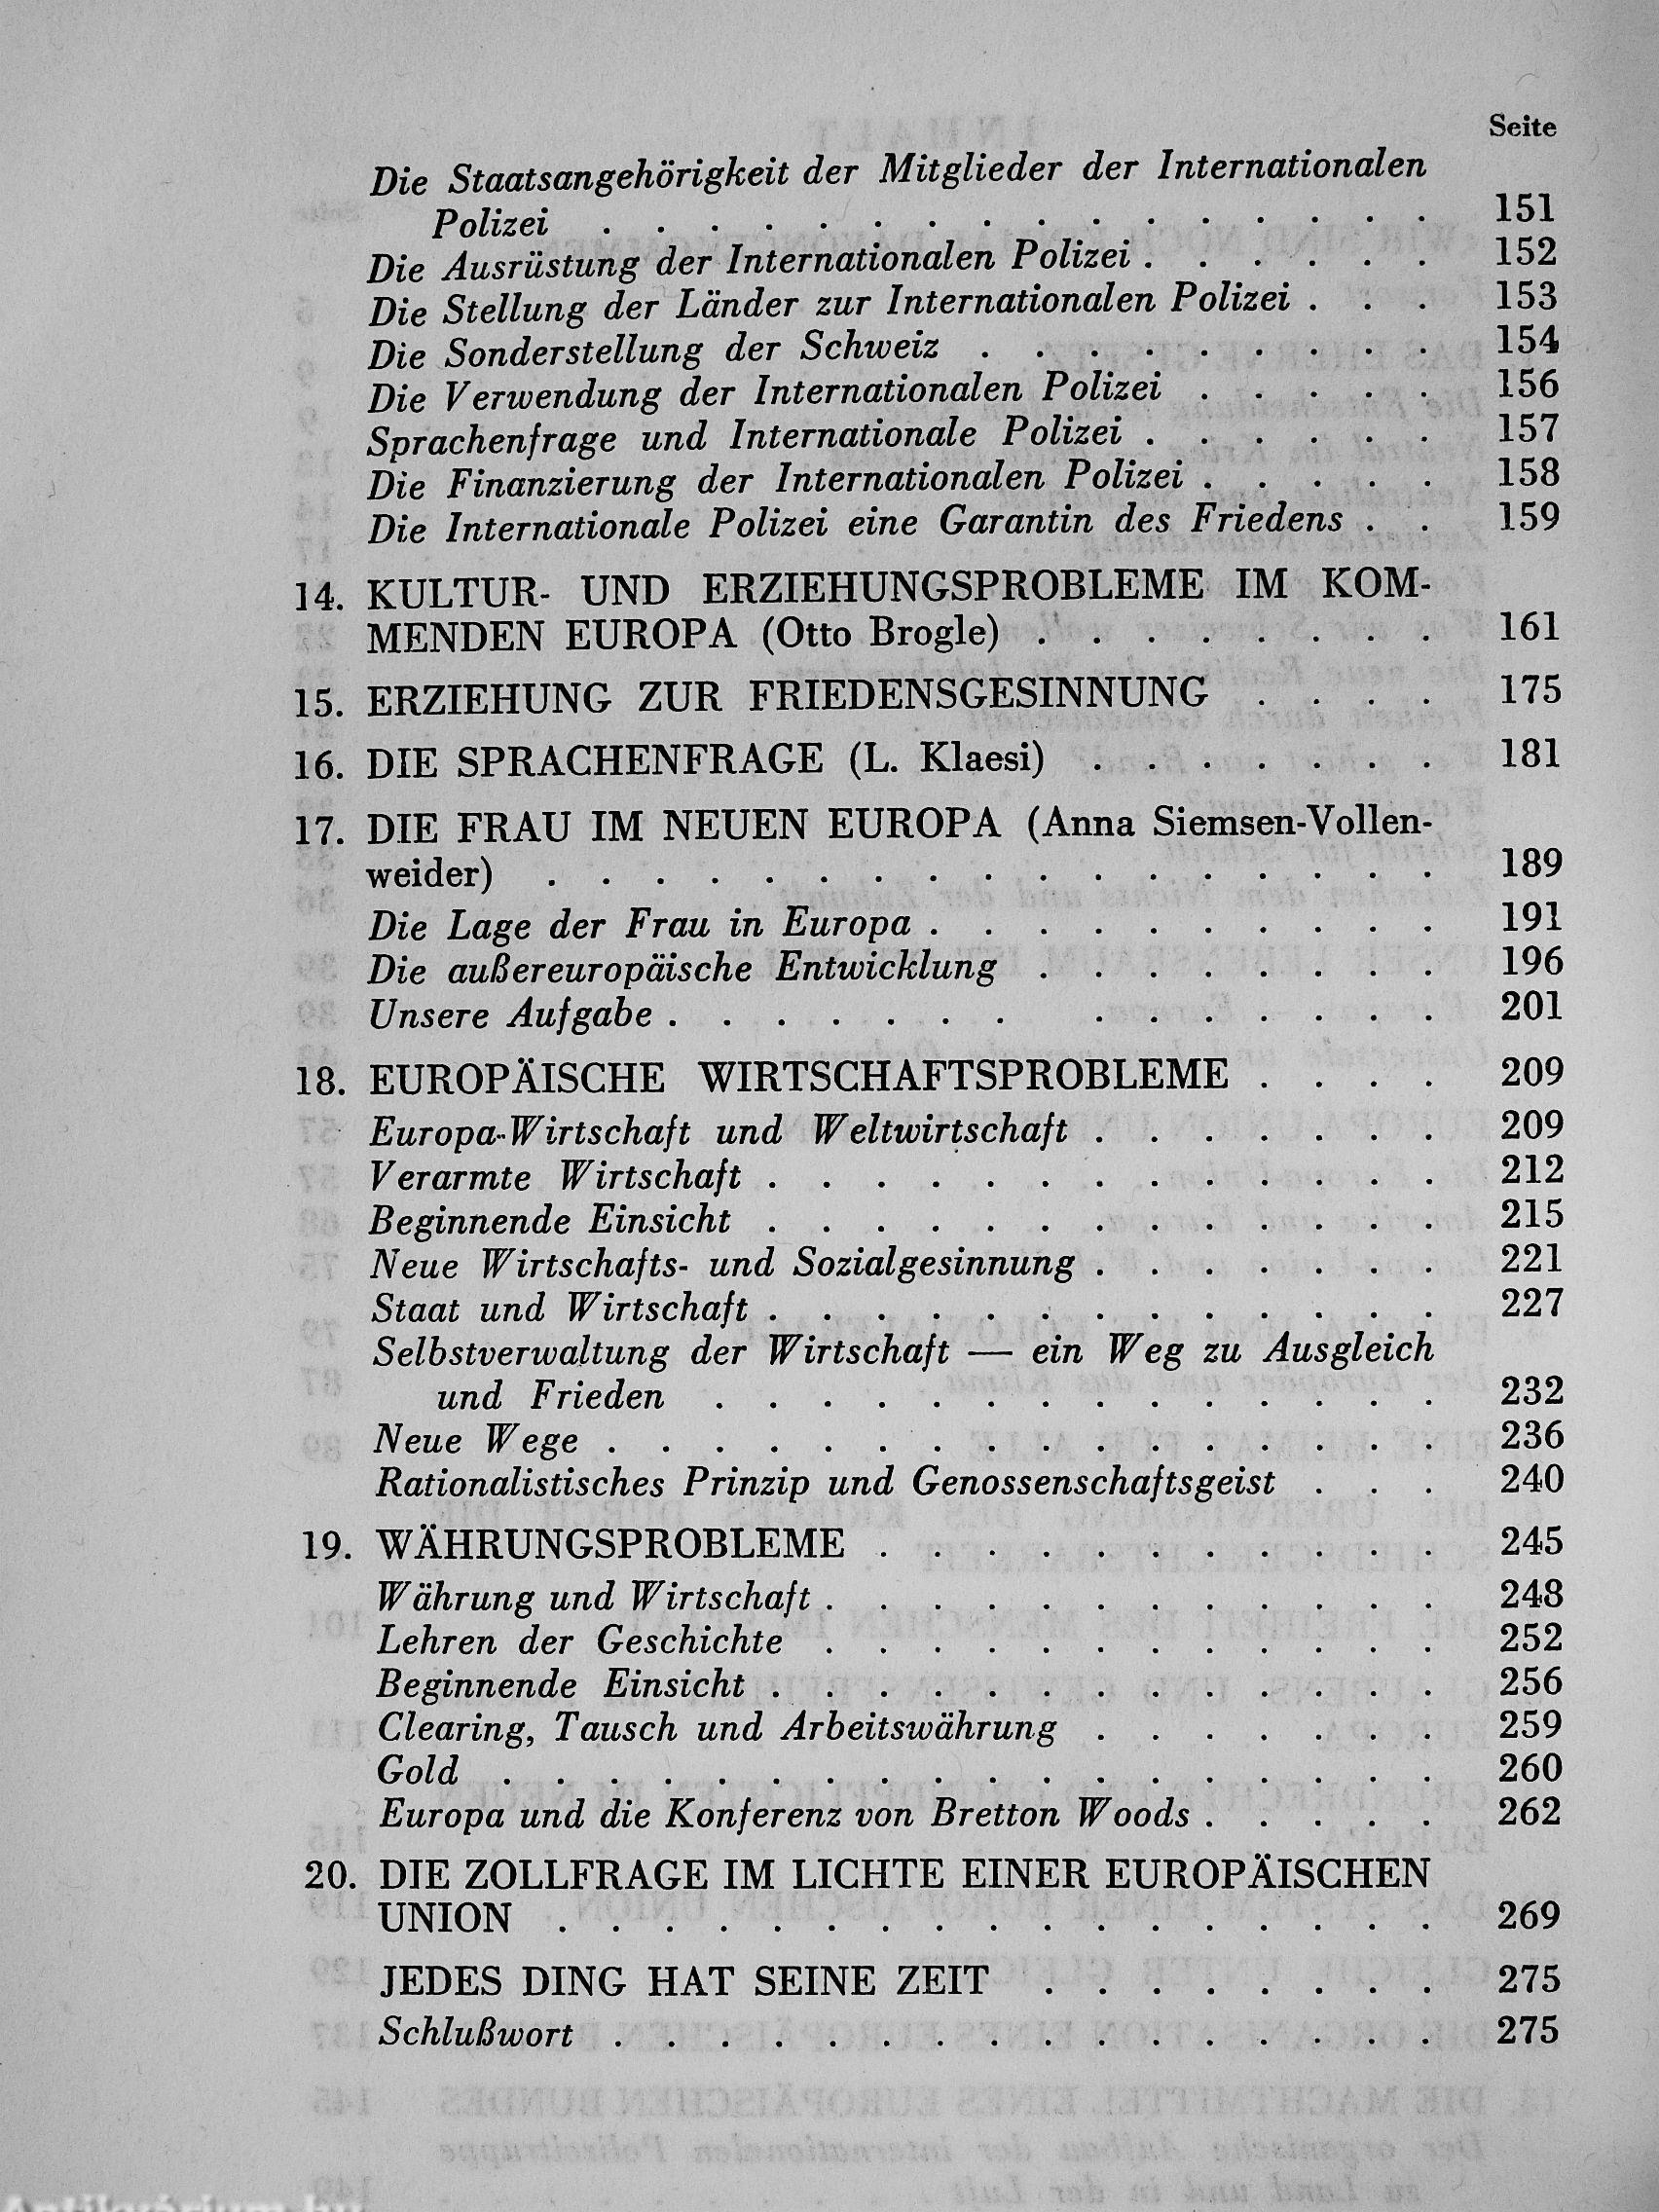 Seite
Die Staatsangehörigkeit der Mitglieder der Internationalen
Polizei . . . . . . . . . . . . . . . . 151
Die Ausrüstung der Internationalen Polizei . . . . . . 152
Die Stellung der Länder zur Internationalen Polizei . . . 153
Die Sonderstellung der Schweiz . . . . . . . . . 154
Die Verwendung der Internationalen Polizei . . . . . 156
Sprachenfrage und Internationale Polizei . . . . . . 157
Die Finanzierung der Internationalen Polizei . . . . . 158
Die Internationale Polizei eine Garantin des Friedens . . 159
14. KULTUR- UND ERZIEHUNGSPROBLEME IM KOM-
MENDEN EUROPA (Otto Brogle) . . . . . . . . 161
15. ERZIEHUNG ZUR FRIEDENSGESINNUNG . . . . 175
16. DIE SPRACHENFRAGE (L. Klaesi) . . . . . . . 181
17. DIE FRAU IM NEUEN EUROPA (Anna Siemsen-Vollen-
weider) . . . . . . . . . . . . . . . . . 189
Die Lage der Frau in Europa . . . . . . . . . . 191
Die außereuropäische Entwicklung . . . . . . . . 196
Unsere Aufgabe . . . . . . . . . . . . . . 201
18. EUROPÄISCHE WIRTSCHAFTSPROBLEME . . . . 209
Europa-Wirtschaft und Weltwirtschaft . . . . . . . 209
Verarmte Wirtschaft . . . . . . . . . . . . . 212
Beginnende Einsicht . . . . . . . . . . . . . 215
Neue Wirtschafts- und Sozialgesinnung . . . . . . . 221
Staat und Wirtschaft . . . . . . . . . . . . . 227
Selbstverwaltung der Wirtschaft — ein Weg zu Ausgleich
und Frieden . . . . . . . . . . . . . . 232
Neue Wege . . . . . . . . . . . . . . . . 236
Rationalistisches Prinzip und Genossenschaftsgeist . . . 240
19. WÄHRUNGSPROBLEME . . . . . . . . . . . 245
Währung und Wirtschaft . . . . . . . . . . . . 248
Lehren der Geschichte . . . . . . . . . . . . 252
Beginnende Einsicht . . . . . . . . . . . . . 256
Clearing, Tausch und Arbeitswährung . . . . . . . 259
Gold . . . . . . . . . . . . . . . . . . 260
Europa und die Konferenz von Bretton Woods . . . . . 262
20. DIE ZOLLFRAGE IM LICHTE EINER EUROPÄISCHEN
UNION . . . . . . . . . . . . . . . . . 269
JEDES DING HAT SEINE ZEIT . . . . . . . . 275
Schlußwort . . . . . . . . . . . . . . . . 275